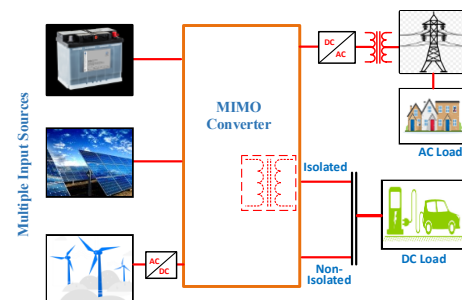 Multiple Input Sources
MIMO
Converter
DC
AC
AC Load
Isolated
Non-
Isolated
DC Load
AC
DC